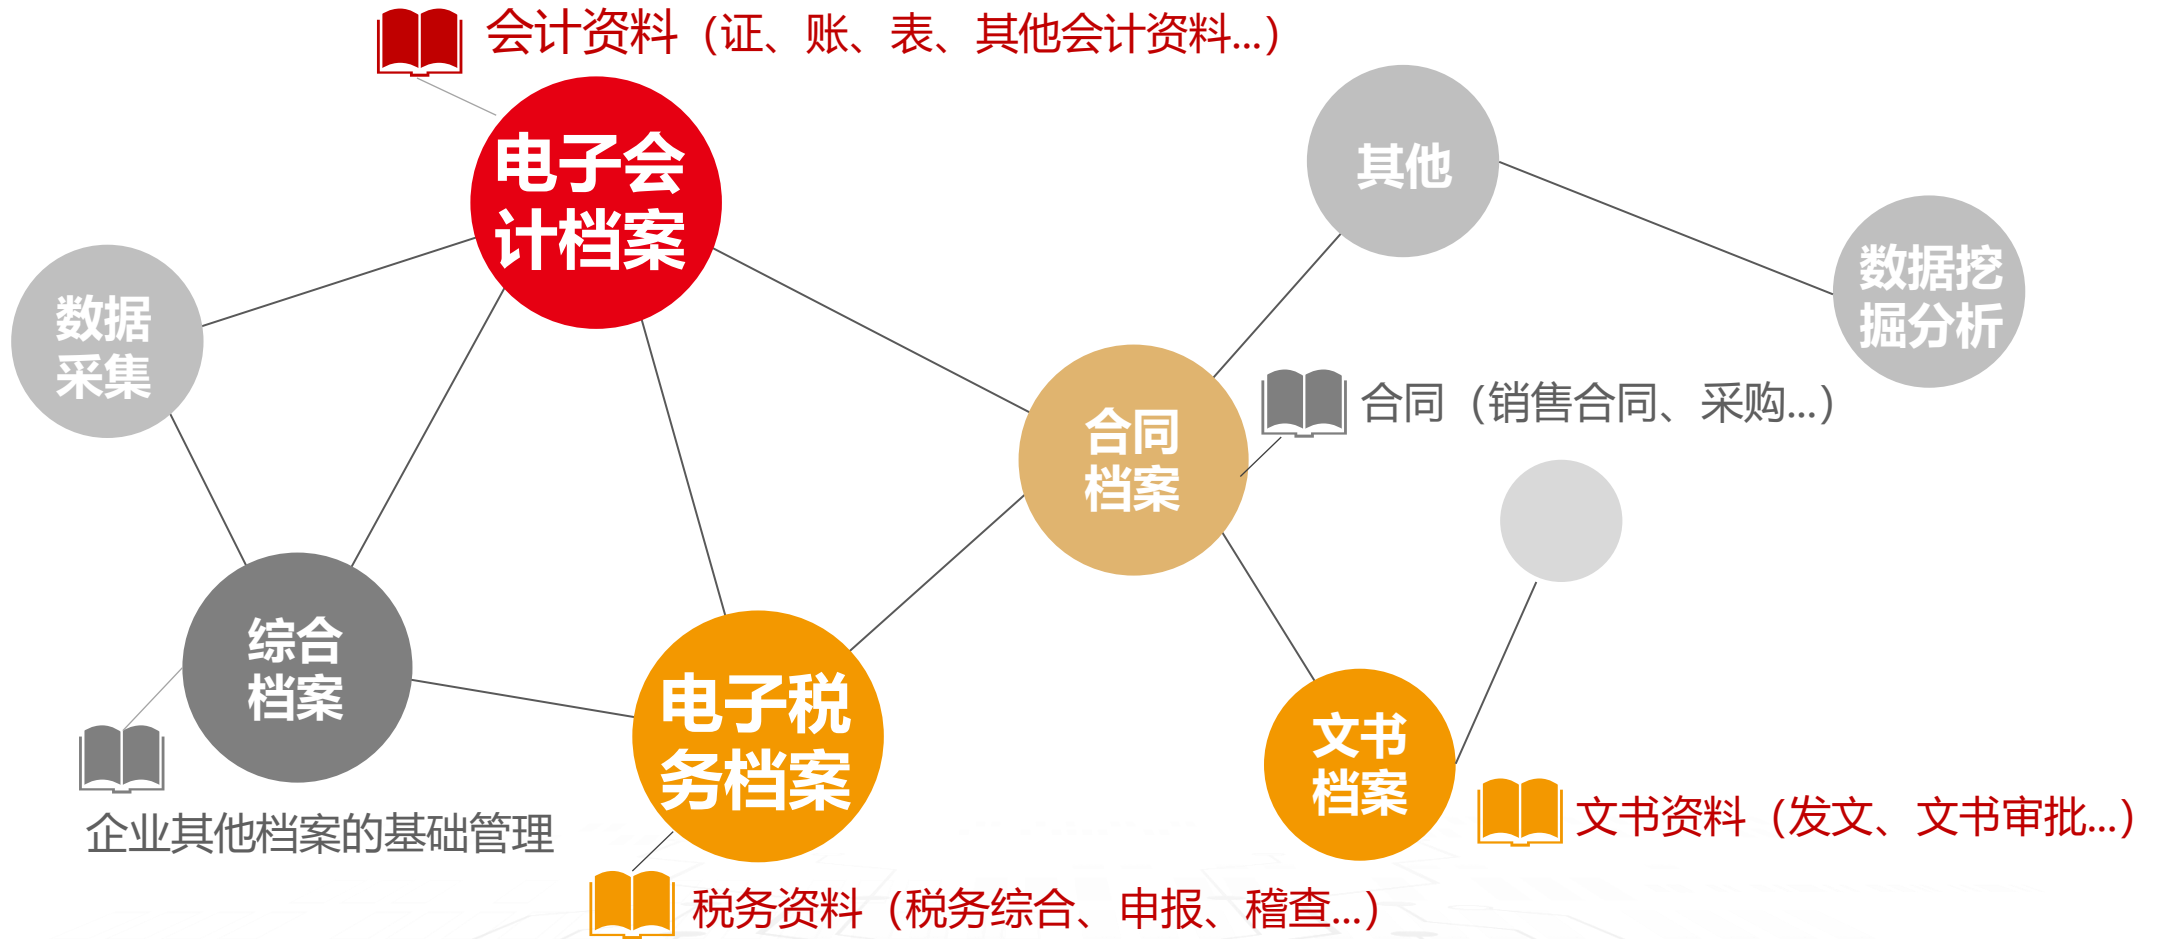 会计资料（证、账、表、其他会计资料...）
电子会
计档案
其他
数据挖
掘分析
数据
采集
合同（销售合同、采购...）
合同
档案
综合
档案
电子税
务档案
文书
档案
文书资料（发文、文书审批...）
企业其他档案的基础管理
税务资料（税务综合、申报、稽查...）